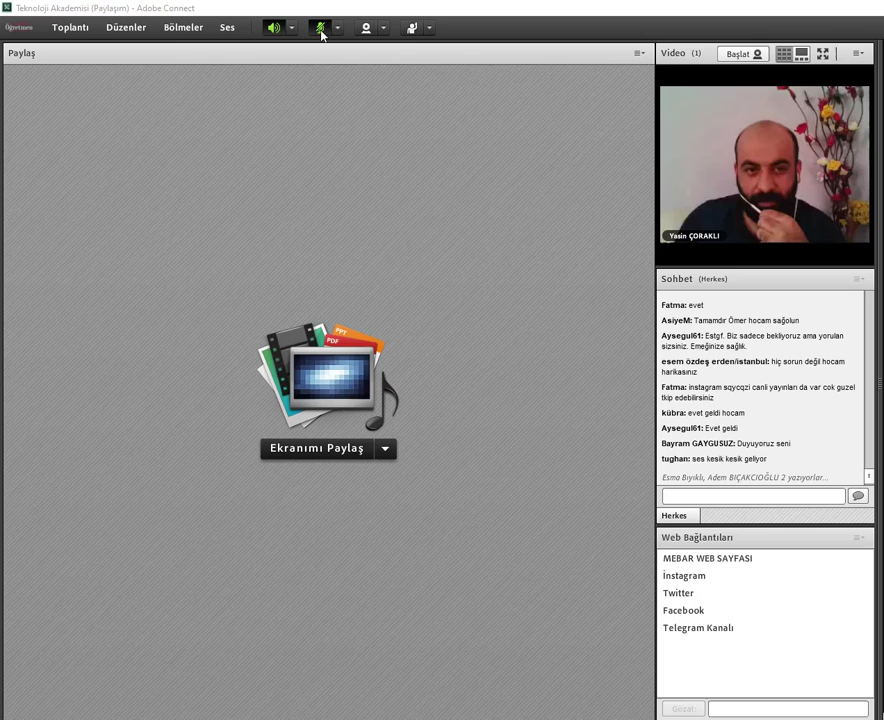 Teknoloji Akademisi (Paylaşım) - Adobe Connect
Öğretmen Toplantı Düzenler Bölmeler Ses
Paylaş
PPT
PDF
Ekranımı Paylaş
Video (1) Başlat
Yasin ÇORAKLI
Sohbet (Herkes)
Fatma: evet
AsiyeM: Tamamdır Ömer hocam sağolun
Aysegul61: Estgf. Biz sadece bekliyoruz ama yorulan
sizsiniz. Emeğinize sağlık.
esem özdeş erden/istanbul: hiç sorun değil hocam
harikasınız
Fatma: instagram sqycqzi canli yayınları da var cok guzel
tkip edebilirsiniz
kübra: evet geldi hocam
Aysegul61: Evet geldi
Bayram GAYGUSUZ: Duyuyoruz seni
tughan: ses kesik kesik geliyor
Esma Bıyıklı, Adem BIÇAKCIOĞLU 2 yazıyorlar...
Herkes
Web Bağlantıları
MEBAR WEB SAYFASI
İnstagram
Twitter
Facebook
Telegram Kanalı
Gözat: